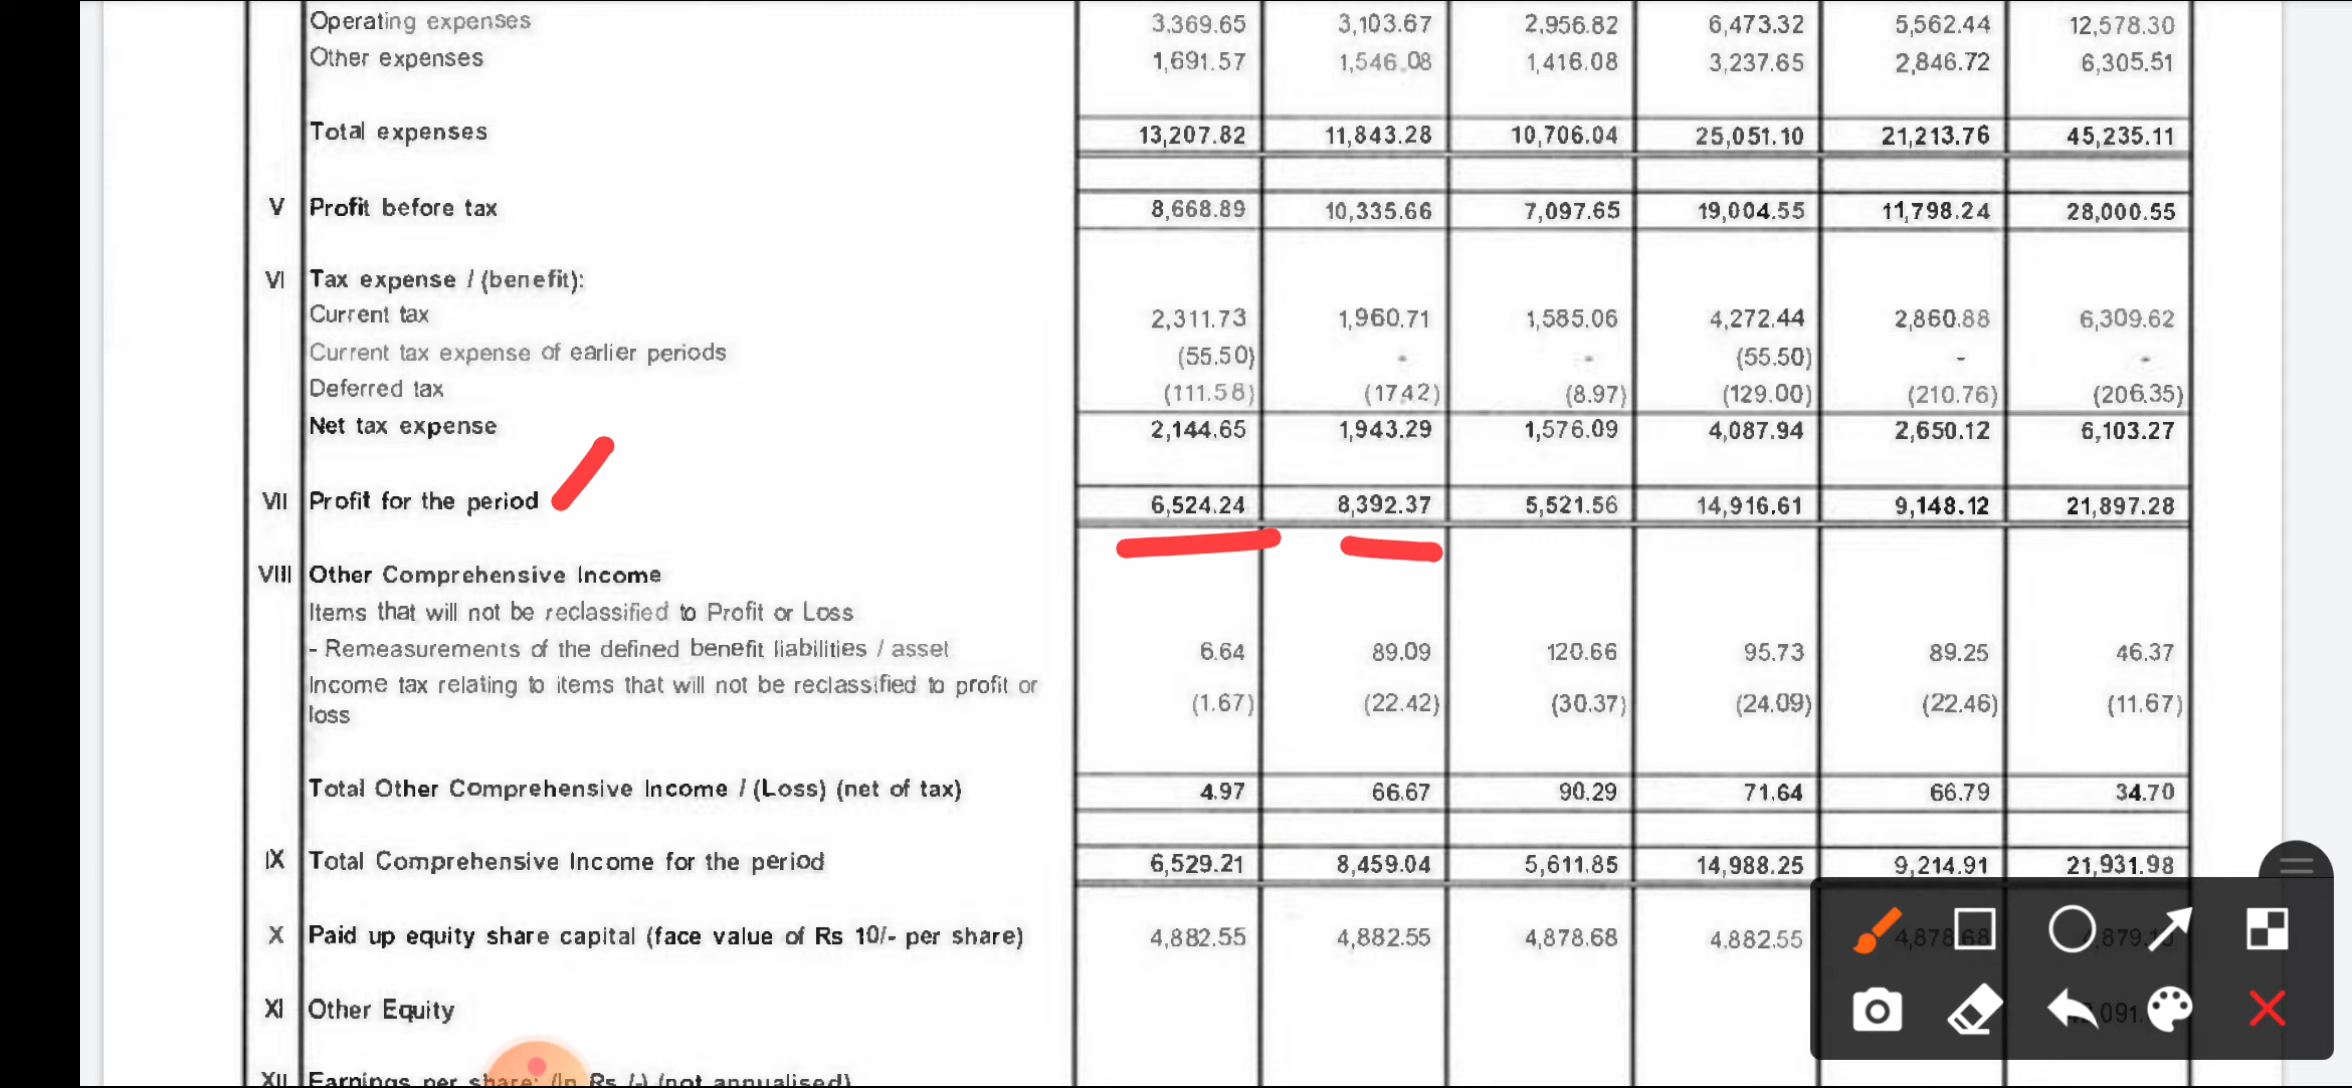 Operating expenses 3,369.65 3,103.67 2,956.82 6,473.32 5,562.44 12,578.30
Other expenses 1,691.57 1,546.08 1,416.08 3,237.65 2,846.72 6,305.51
Total expenses 13,207.82 11,843.28 10,706.04 25,051.10 21,213.76 45,235.11
V Profit before tax 8,668.89 10,335.66 7,097.65 19,004.55 11,798.24 28,000.55
VI Tax expense / (benefit):
Current tax 2,311.73 1,960.71 1,585.06 4,272.44 2,860.88 6,309.62
Current tax expense of earlier periods (55.50) - - (55.50) - -
Deferred tax (111.58) (17.42) (8.97) (129.00) (210.76) (206.35)
Net tax expense 2,144.65 1,943.29 1,576.09 4,087.94 2,650.12 6,103.27
VII Profit for the period 6,524.24 8,392.37 5,521.56 14,916.61 9,148.12 21,897.28
VIII Other Comprehensive Income
Items that will not be reclassified to Profit or Loss
- Remeasurements of the defined benefit liabilities / asset 6.64 89.09 120.66 95.73 89.25 46.37
Income tax relating to items that will not be reclassified to profit or
loss (1.67) (22.42) (30.37) (24.09) (22.46) (11.67)
Total Other Comprehensive Income / (Loss) (net of tax) 4.97 66.67 90.29 71.64 66.79 34.70
IX Total Comprehensive Income for the period 6,529.21 8,459.04 5,611.85 14,988.25 9,214.91 21,931.98
X Paid up equity share capital (face value of Rs 10/- per share) 4,882.55 4,882.55 4,878.68 4,882.55 4,878.68
XI Other Equity
XII Earnings per share: (In Rs /-) (not annualised)